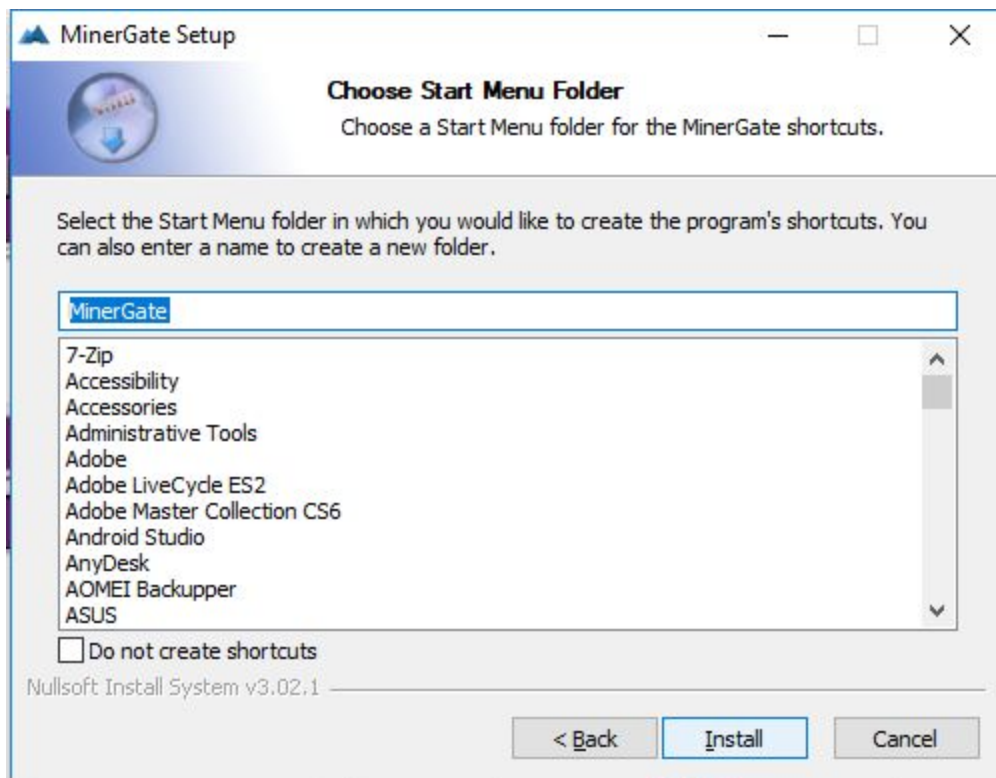 MinerGate Setup
Choose Start Menu Folder
Choose a Start Menu folder for the MinerGate shortcuts.
Select the Start Menu folder in which you would like to create the program's shortcuts. You
can also enter a name to create a new folder.
MinerGate
7-Zip
Accessibility
Accessories
Administrative Tools
Adobe
Adobe LiveCycle ES2
Adobe Master Collection CS6
Android Studio
AnyDesk
AOMEI Backupper
ASUS
Do not create shortcuts
Nullsoft Install System v3.02.1
< Back
Install
Cancel